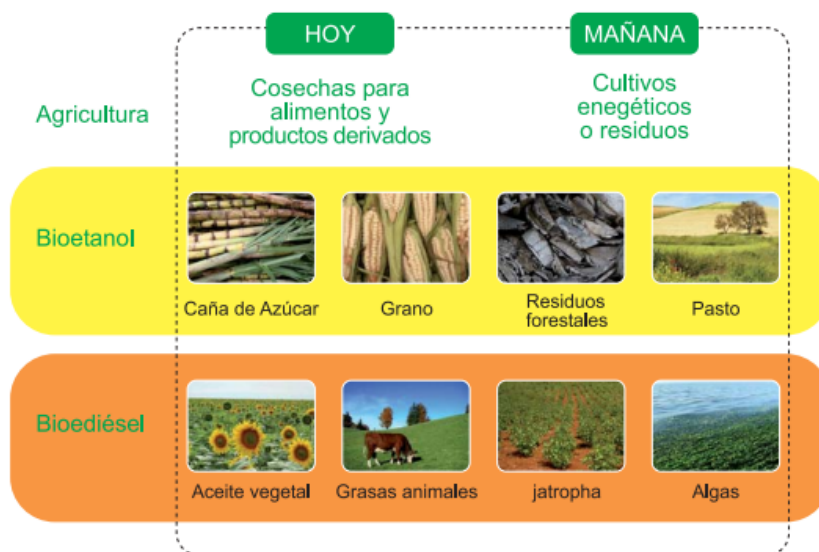 HOY
MAÑANA
Agricultura
Cosechas para
alimentos y
productos derivados
Cultivos
enegéticos
o residuos
Bioetanol
Caña de Azúcar
Grano
Residuos
forestales
Pasto
Bioediésel
Aceite vegetal
Grasas animales
jatropha
Algas